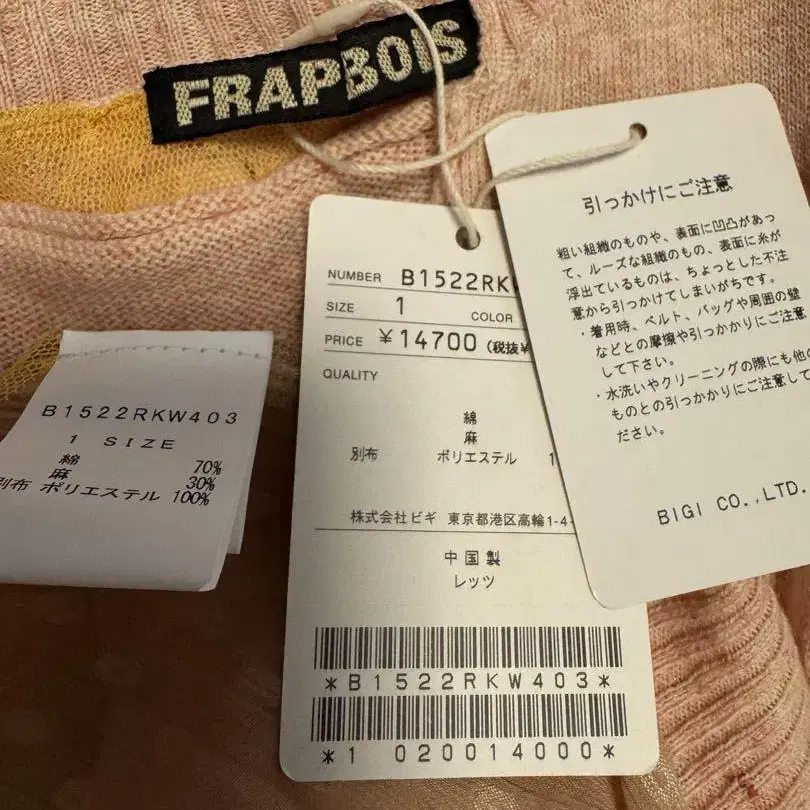 FRAPBOIS
NUMBER B1522RKW
SIZE 1 COLOR
PRICE ¥14700 (税抜¥
QUALITY
綿
麻
別布 ポリエステル 1
株式会社ビギ 東京都港区高輪1-4-
中国製
レッツ
*B1522RKW403*
*1 020014000*
B1522RKW403
1 SIZE
綿 70%
麻 30%
別布 ポリエステル 100%
引っかけにご注意
粗い組織のものや、表面に凹凸があっ
て、ルーズな組織のもの、表面に糸が
浮出ているものは、ちょっとした不注
意から引っかけてしまいがちです。
・着用時、ベルト、バッグや周囲の壁
などとの摩擦や引っかかりにご注意
して下さい。
・水洗いやクリーニングの際にも他の
ものとの引っかかりにご注意して
ださい。
BIGI CO.,LTD.